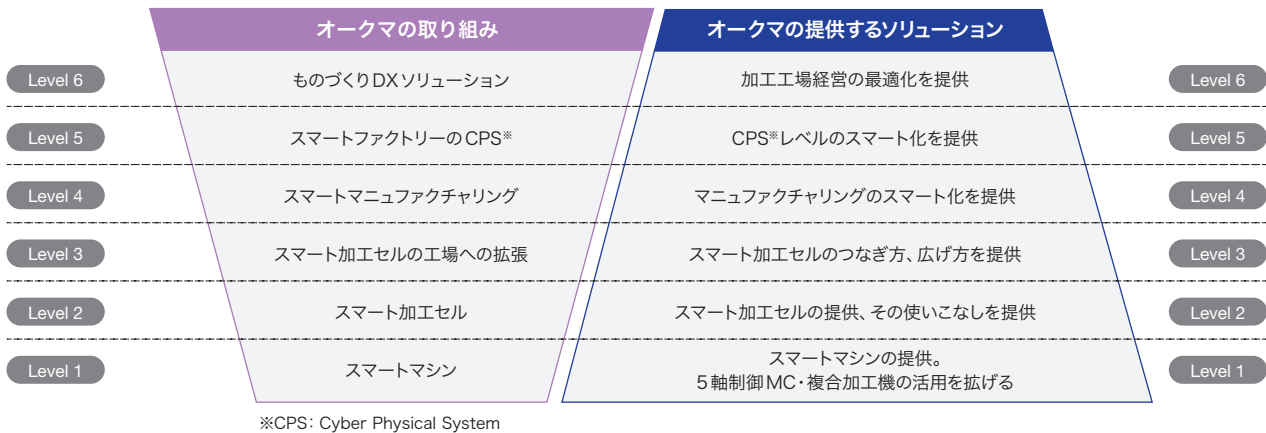 オークマの取り組み オークマの提供するソリューション
Level 6 ものづくりDXソリューション 加工工場経営の最適化を提供 Level 6
Level 5 スマートファクトリーのCPS※ CPS※レベルのスマート化を提供 Level 5
Level 4 スマートマニュファクチャリング マニュファクチャリングのスマート化を提供 Level 4
Level 3 スマート加工セルの工場への拡張 スマート加工セルのつなぎ方、広げ方を提供 Level 3
Level 2 スマート加工セル スマート加工セルの提供、その使いこなしを提供 Level 2
Level 1 スマートマシン スマートマシンの提供。 Level 1
5軸制御MC・複合加工機の活用を拡げる
※CPS: Cyber Physical System